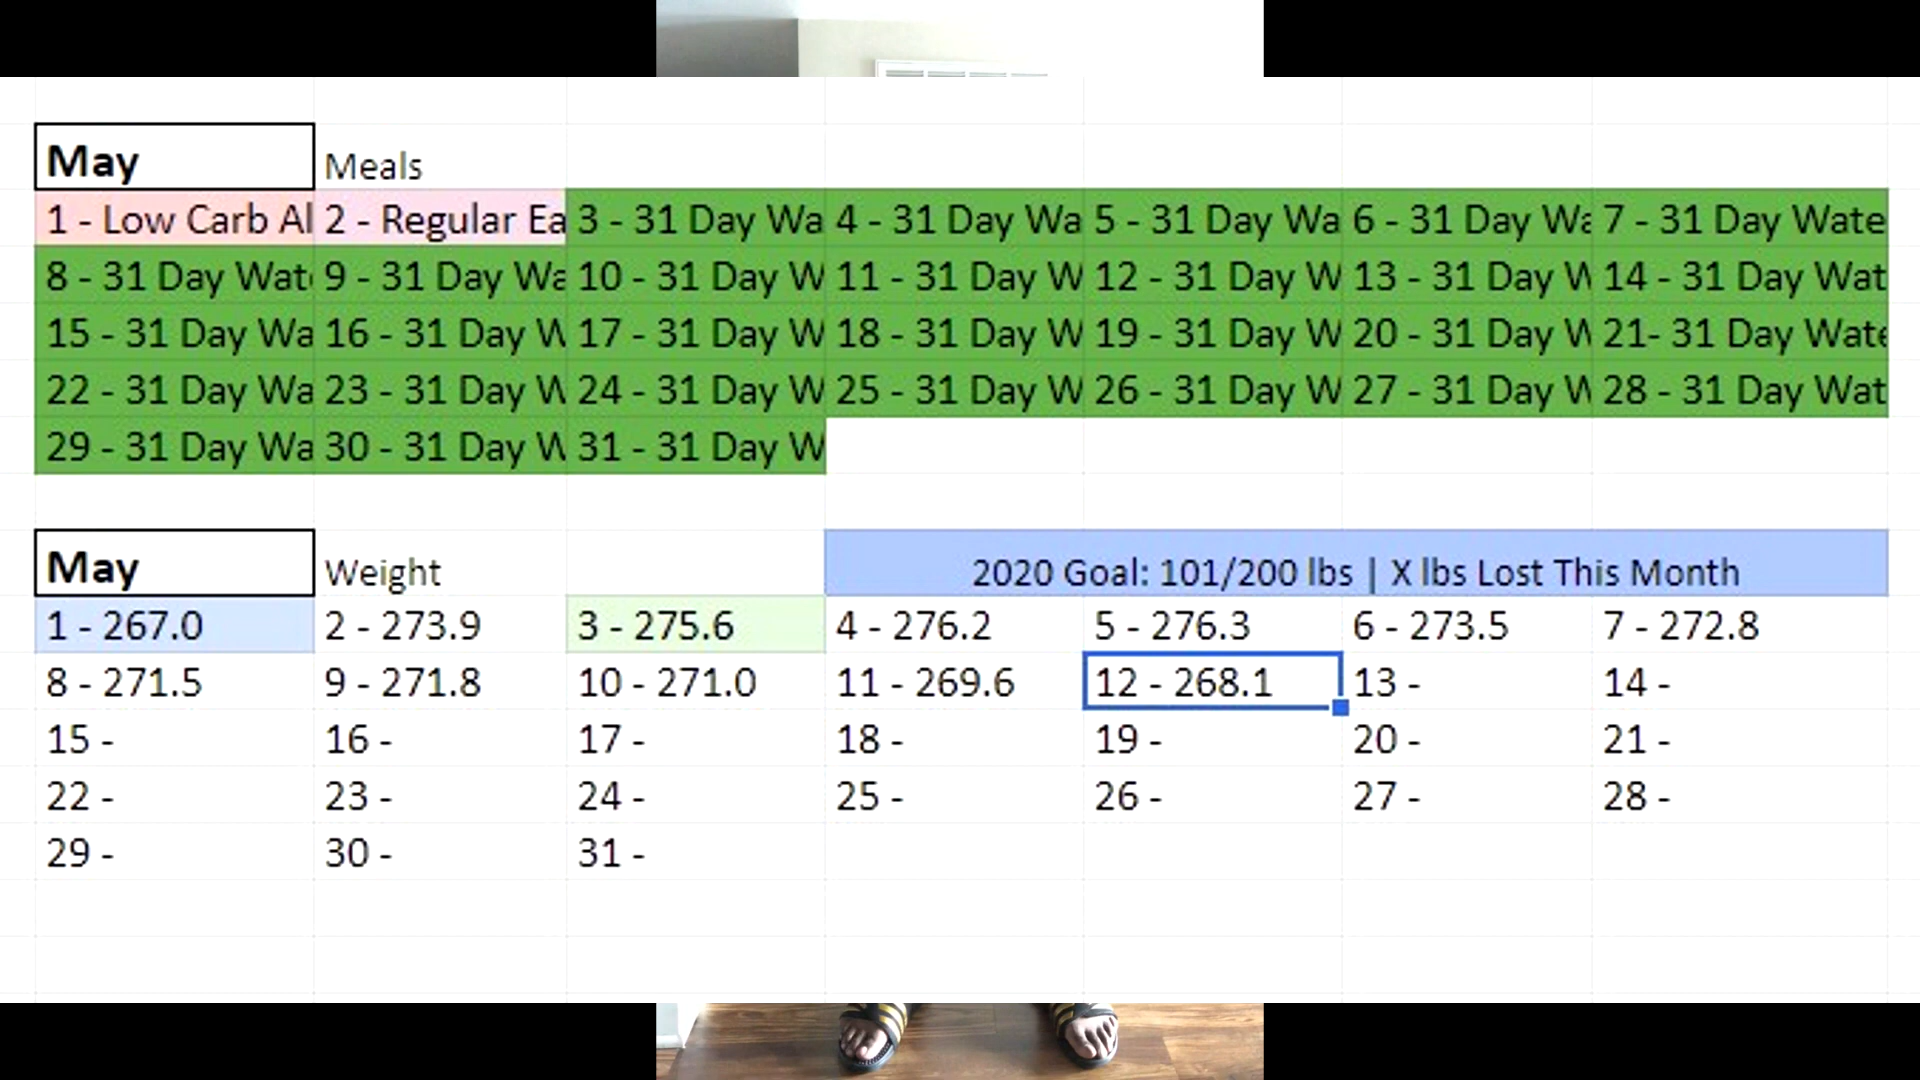 May Meals
1 - Low Carb Al 2 - Regular Ea 3 - 31 Day Wa 4 - 31 Day Wa 5 - 31 Day Wa 6 - 31 Day Wa 7 - 31 Day Wate
8 - 31 Day Wat 9 - 31 Day Wa 10 - 31 Day W 11 - 31 Day W 12 - 31 Day W 13 - 31 Day W 14 - 31 Day Wat
15 - 31 Day Wa 16 - 31 Day W 17 - 31 Day W 18 - 31 Day W 19 - 31 Day W 20 - 31 Day W 21- 31 Day Wate
22 - 31 Day Wa 23 - 31 Day W 24 - 31 Day W 25 - 31 Day W 26 - 31 Day W 27 - 31 Day W 28 - 31 Day Wat
29 - 31 Day Wa 30 - 31 Day W 31 - 31 Day W
May Weight 2020 Goal: 101/200 lbs | X lbs Lost This Month
1 - 267.0 2 - 273.9 3 - 275.6 4 - 276.2 5 - 276.3 6 - 273.5 7 - 272.8
8 - 271.5 9 - 271.8 10 - 271.0 11 - 269.6 12 - 268.1 13 - 14 -
15 - 16 - 17 - 18 - 19 - 20 - 21 -
22 - 23 - 24 - 25 - 26 - 27 - 28 -
29 - 30 - 31 -